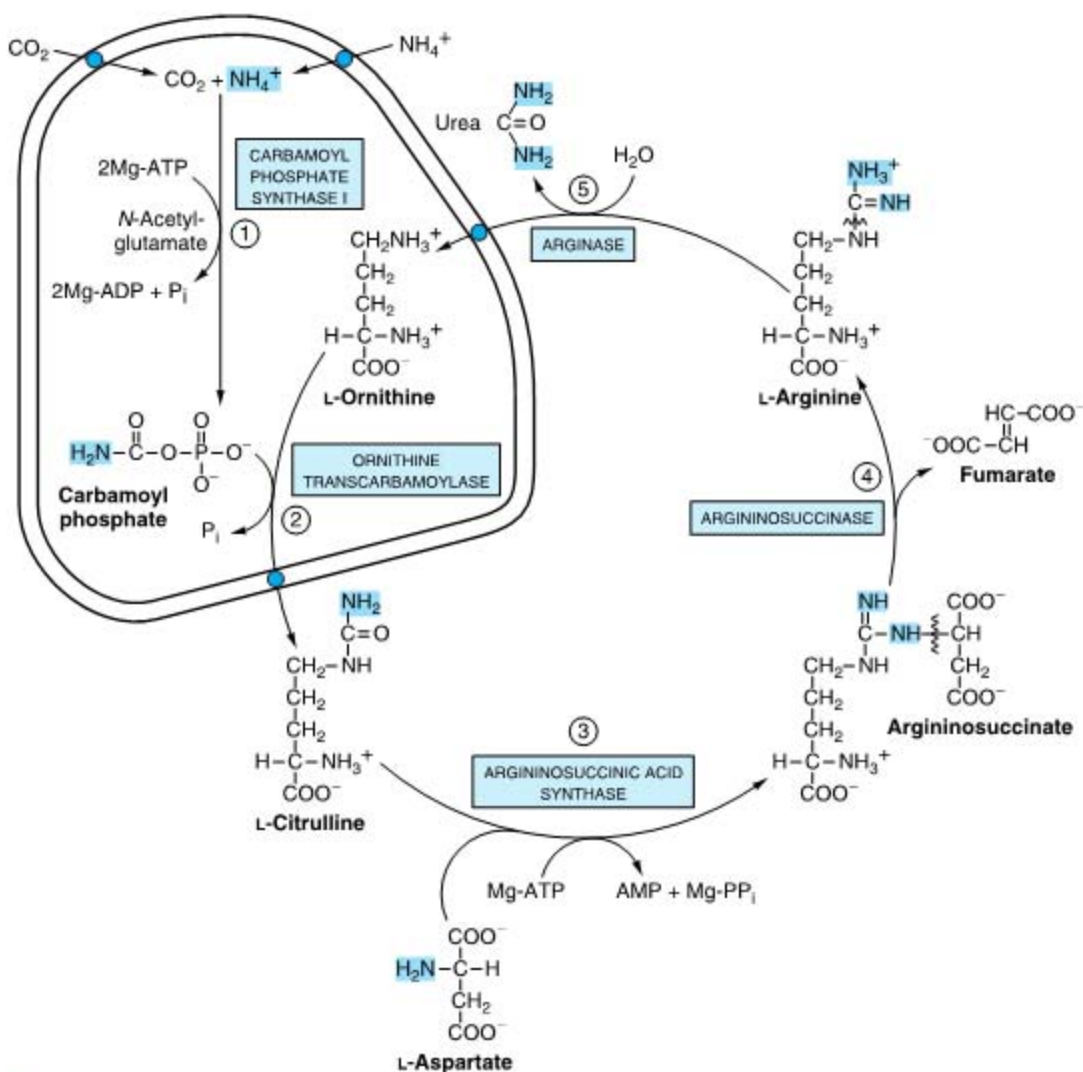 CO₂
NH₄⁺
CO₂ + NH₄⁺
2Mg-ATP
CARBAMOYL
PHOSPHATE
SYNTHASE I
N-Acetyl-
glutamate
1
2Mg-ADP + Pi
Urea
NH₂
C=O
NH₂
H₂O
5
ARGINASE
NH₃⁺
C=NH
CH₂–NH
CH₂
CH₂
H–C–NH₃⁺
COO⁻
L-Arginine
CH₂NH₃⁺
CH₂
CH₂
H–C–NH₃⁺
COO⁻
L-Ornithine
O
O
H₂N–C–O–P–O⁻
O⁻
Carbamoyl
phosphate
Pi
ORNITHINE
TRANSCARBAMOYLASE
2
HC–COO⁻
⁻OOC–CH
Fumarate
4
ARGININOSUCCINASE
NH₂
C=O
CH₂–NH
CH₂
CH₂
H–C–NH₃⁺
COO⁻
L-Citrulline
NH
COO⁻
C–NH–CH
CH₂–NH
CH₂
CH₂
COO⁻
CH₂
H–C–NH₃⁺
COO⁻
Argininosuccinate
3
ARGININOSUCCINIC ACID
SYNTHASE
Mg-ATP
AMP + Mg-PPi
COO⁻
H₂N–C–H
CH₂
COO⁻
L-Aspartate